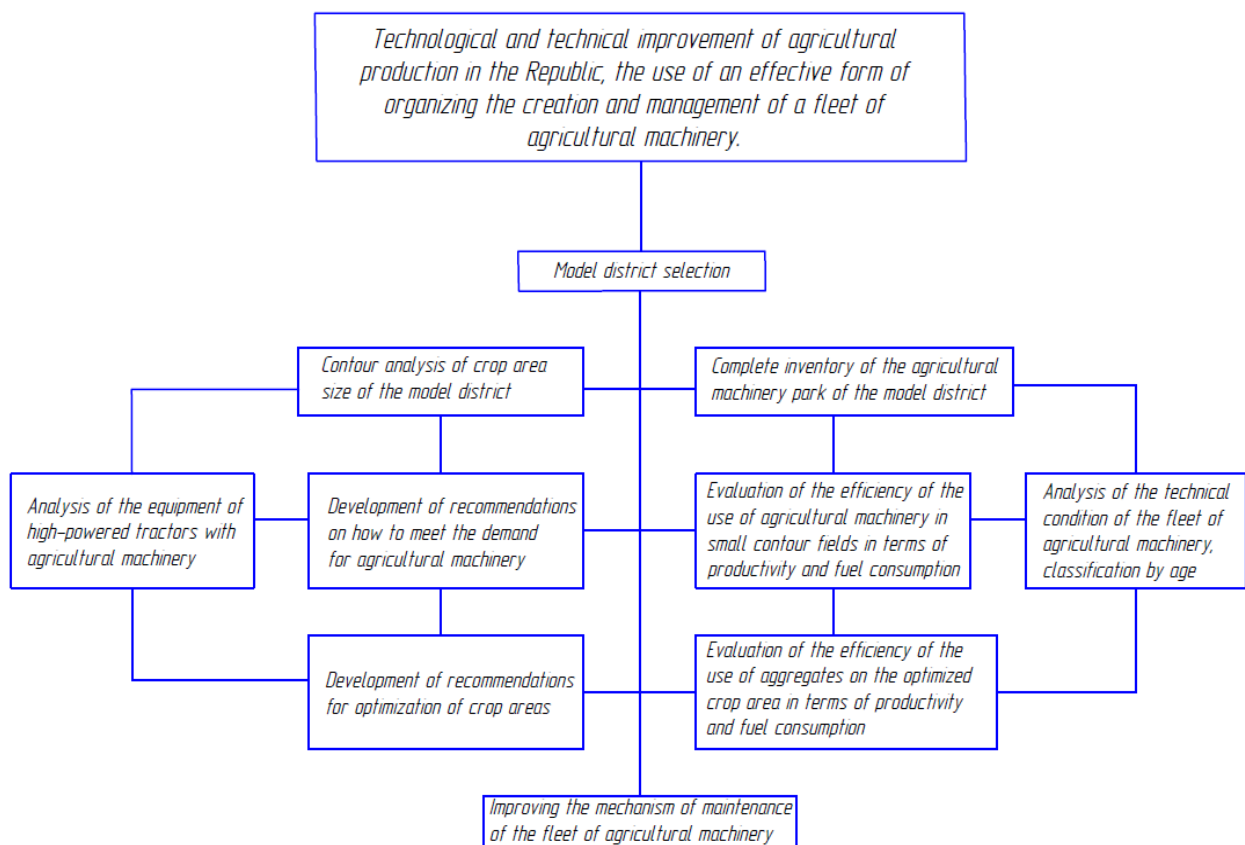 Technological and technical improvement of agricultural
production in the Republic, the use of an effective form of
organizing the creation and management of a fleet of
agricultural machinery.
Model district selection
Contour analysis of crop area
size of the model district
Complete inventory of the agricultural
machinery park of the model district
Analysis of the equipment of
high-powered tractors with
agricultural machinery
Development of recommendations
on how to meet the demand
for agricultural machinery
Evaluation of the efficiency of the
use of agricultural machinery in
small contour fields in terms of
productivity and fuel consumption
Analysis of the technical
condition of the fleet of
agricultural machinery,
classification by age
Development of recommendations
for optimization of crop areas
Evaluation of the efficiency of the
use of aggregates on the optimized
crop area in terms of productivity
and fuel consumption
Improving the mechanism of maintenance
of the fleet of agricultural machinery